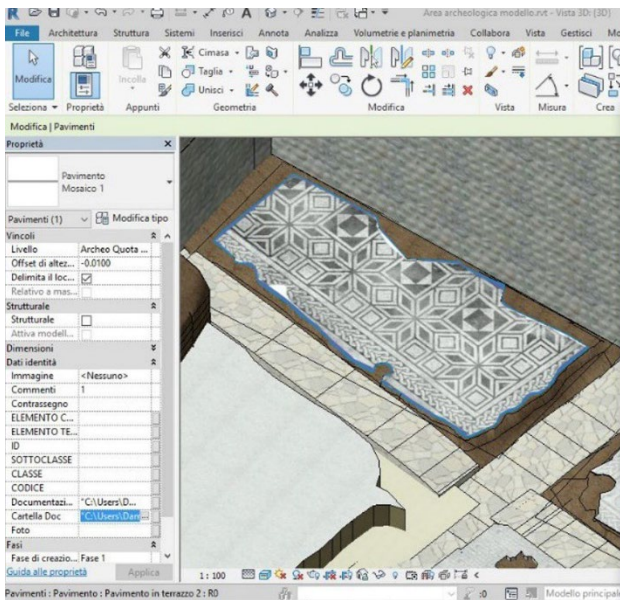 Area archeologica modello.rvt - Vista 3D: {3D}
File Architettura Struttura Sistemi Inserisci Annota Analizza Volumetrie e planimetria Collabora Vista Gestisci Mo
Modifica
Incolla
Cimasa
Taglia
Unisci
Seleziona Proprietà Appunti Geometria Modifica Vista Misura Crea
Modifica | Pavimenti
Proprietà
Pavimento
Mosaico 1
Pavimenti (1) Modifica tipo
Vincoli
Livello Archeo Quota ...
Offset di altez... -0.0100
Delimita il loc...
Relativo a mas...
Strutturale
Strutturale
Attiva modell...
Dimensioni
Dati identità
Immagine <Nessuno>
Commenti 1
Contrassegno
ELEMENTO C...
ELEMENTO TE...
ID
SOTTOCLASSE
CLASSE
CODICE
Documentazi... "C:\Users\D...
Cartella Doc "C:\Users\Dan
Foto
Fasi
Fase di creazio... Fase 1
Guida alle proprietà Applica
1 : 100
Pavimenti : Pavimento : Pavimento in terrazzo 2 : R0 :0 Modello principale